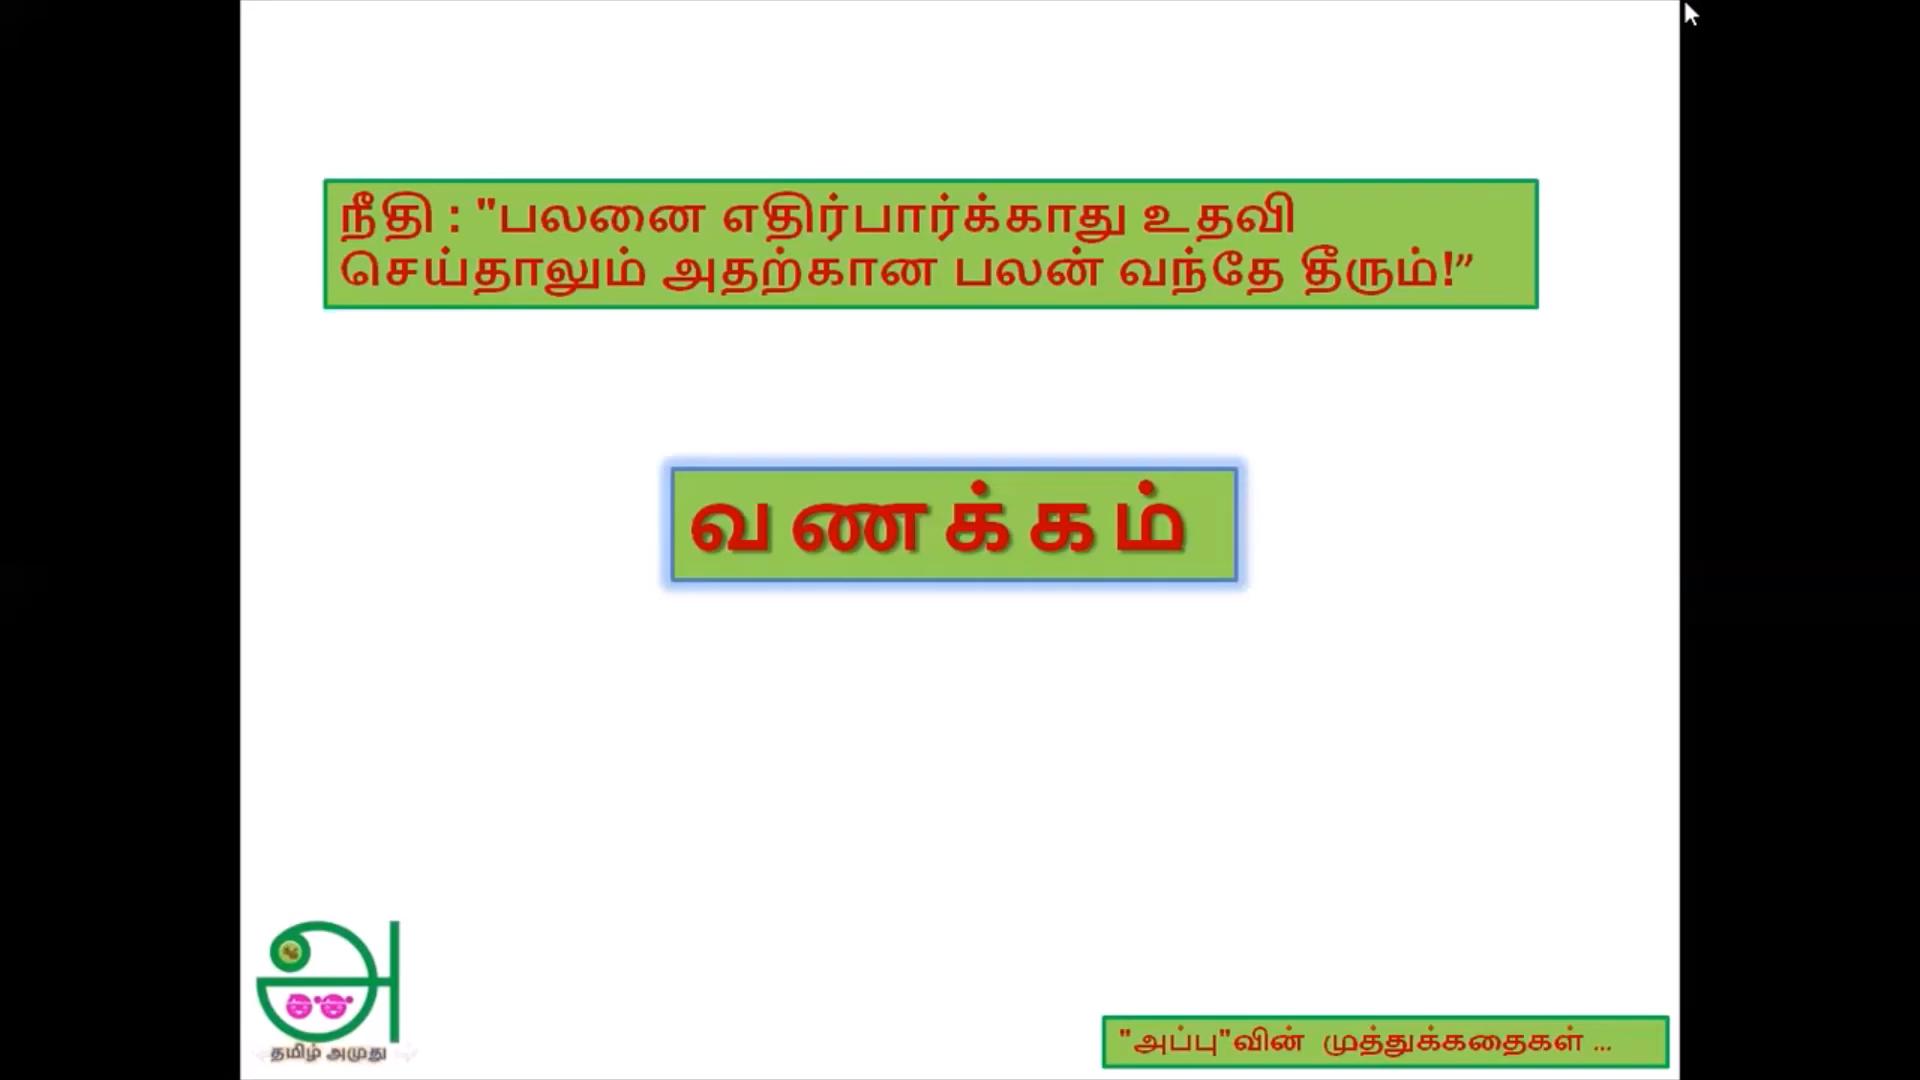 நீதி : "பலனை எதிர்பார்க்காது உதவி
செய்தாலும் அதற்கான பலன் வந்தே தீரும்!”
வணக்கம்
அ
தமிழ் அமுது
"அப்பு"வின் முத்துக்கதைகள் ...